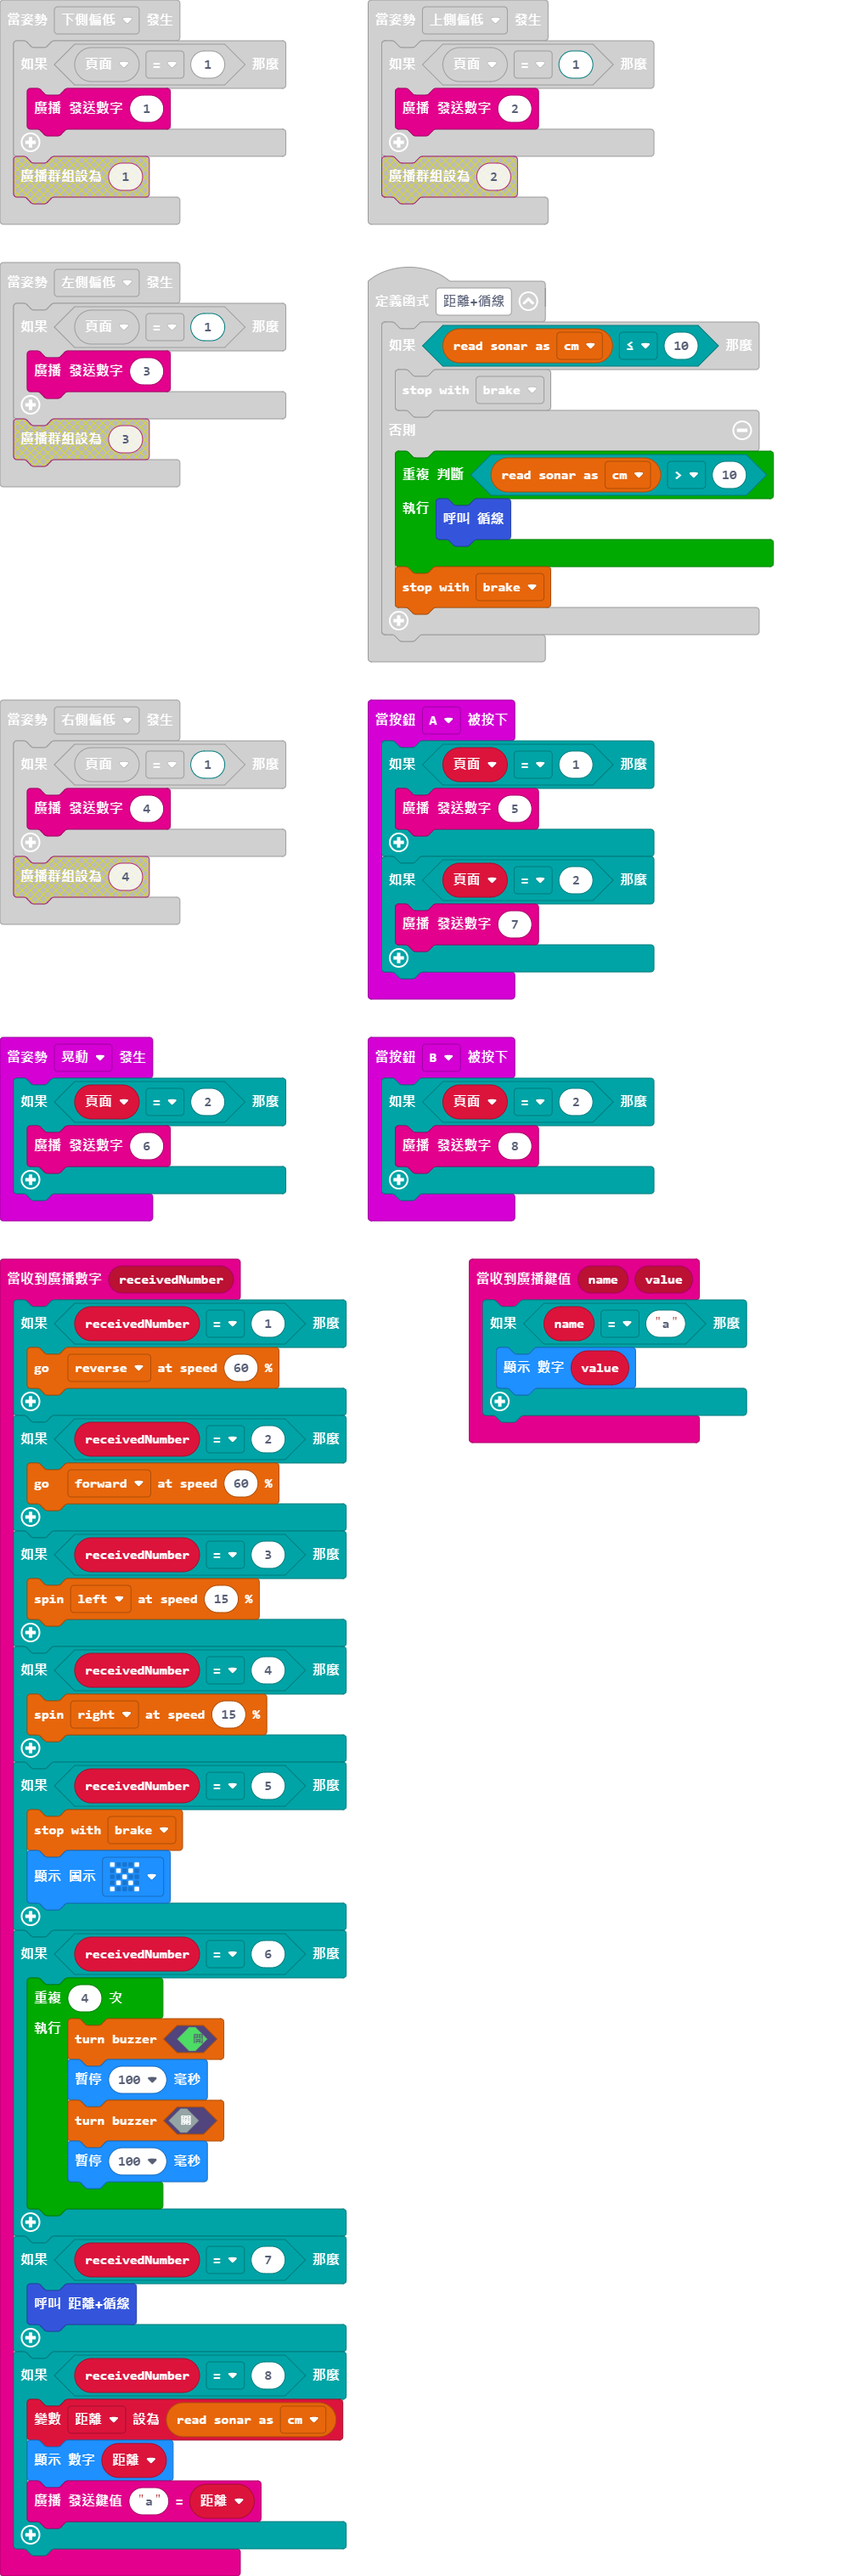 當姿勢 下側偏低 發生
如果 頁面 = 1 那麼
廣播 發送數字 1
廣播群組設為 1
當姿勢 上側偏低 發生
如果 頁面 = 1 那麼
廣播 發送數字 2
廣播群組設為 2
當姿勢 左側偏低 發生
如果 頁面 = 1 那麼
廣播 發送數字 3
廣播群組設為 3
定義函式 距離+循線
如果 read sonar as cm ≤ 10 那麼
stop with brake
否則
重複 判斷 read sonar as cm > 10
執行 呼叫 循線
stop with brake
當姿勢 右側偏低 發生
如果 頁面 = 1 那麼
廣播 發送數字 4
廣播群組設為 4
當按鈕 A 被按下
如果 頁面 = 1 那麼
廣播 發送數字 5
如果 頁面 = 2 那麼
廣播 發送數字 7
當姿勢 晃動 發生
如果 頁面 = 2 那麼
廣播 發送數字 6
當按鈕 B 被按下
如果 頁面 = 2 那麼
廣播 發送數字 8
當收到廣播數字 receivedNumber
如果 receivedNumber = 1 那麼
go reverse at speed 60 %
如果 receivedNumber = 2 那麼
go forward at speed 60 %
如果 receivedNumber = 3 那麼
spin left at speed 15 %
如果 receivedNumber = 4 那麼
spin right at speed 15 %
如果 receivedNumber = 5 那麼
stop with brake
顯示 圖示
如果 receivedNumber = 6 那麼
重複 4 次
執行 turn buzzer 開
暫停 100 毫秒
turn buzzer 關
暫停 100 毫秒
如果 receivedNumber = 7 那麼
呼叫 距離+循線
如果 receivedNumber = 8 那麼
變數 距離 設為 read sonar as cm
顯示 數字 距離
廣播 發送鍵值 "a" = 距離
當收到廣播鍵值 name value
如果 name = "a" 那麼
顯示 數字 value